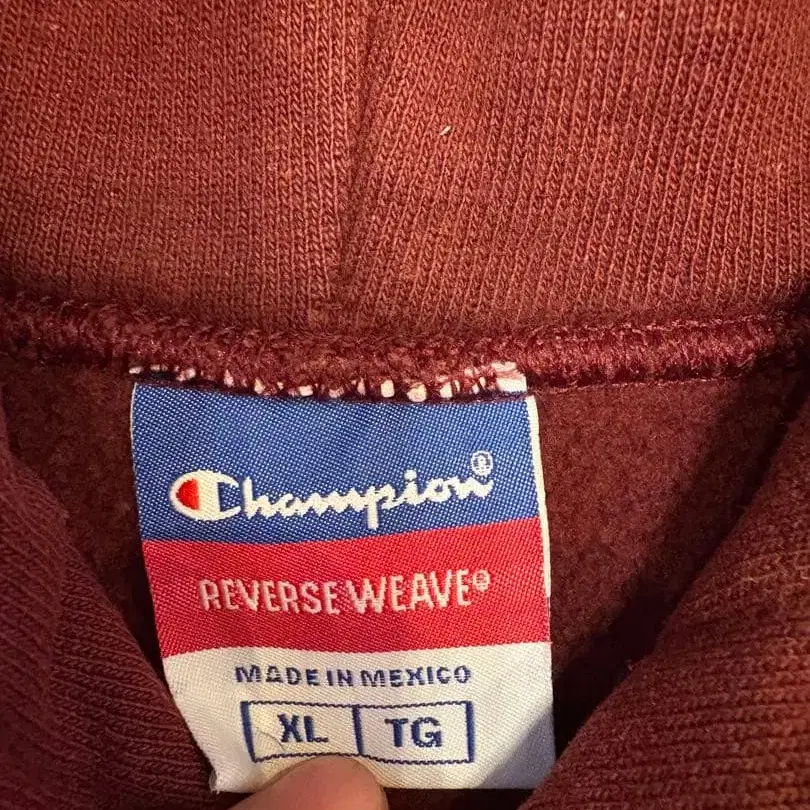 Champion®
REVERSE WEAVE®
MADE IN MEXICO
XL TG